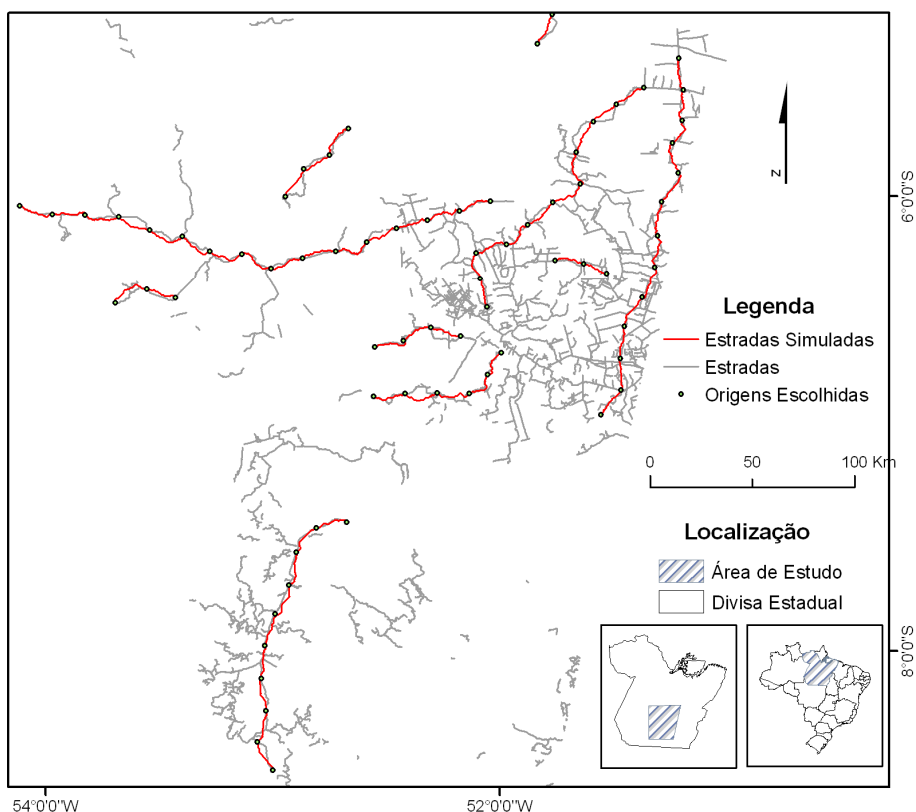 N
6°0'0"S
Legenda
Estradas Simuladas
Estradas
Origens Escolhidas
0 50 100 Km
Localização
Área de Estudo
Divisa Estadual
8°0'0"S
54°0'0"W 52°0'0"W